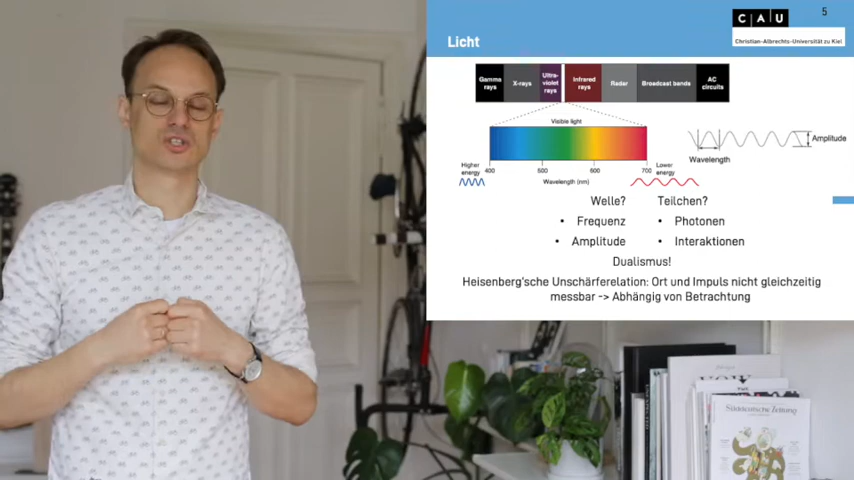 5
CAU
Christian-Albrechts-Universität zu Kiel
Licht
Gamma rays X-rays Ultra-violet rays Infrared rays Radar Broadcast bands AC circuits
Visible light
Amplitude
Wavelength
Higher energy
Lower energy
400 500 600 700
Wavelength (nm)
Welle? Teilchen?
• Frequenz • Photonen
• Amplitude • Interaktionen
Dualismus!
Heisenberg'sche Unschärferelation: Ort und Impuls nicht gleichzeitig
messbar -> Abhängig von Betrachtung
Süddeutsche Zeitung